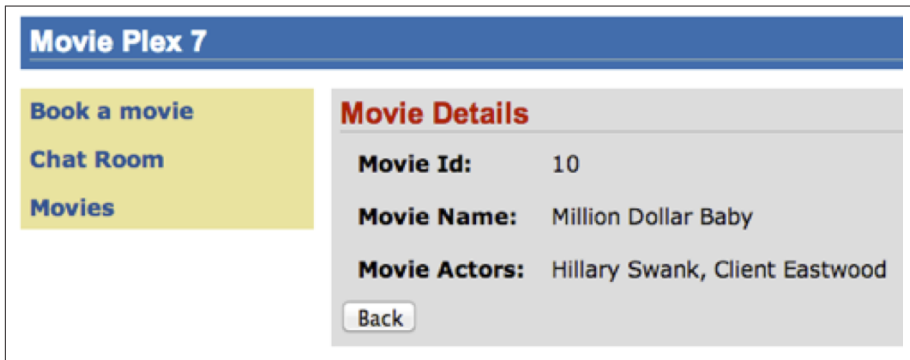 Movie Plex 7
Book a movie
Chat Room
Movies
Movie Details
Movie Id: 10
Movie Name: Million Dollar Baby
Movie Actors: Hillary Swank, Client Eastwood
Back